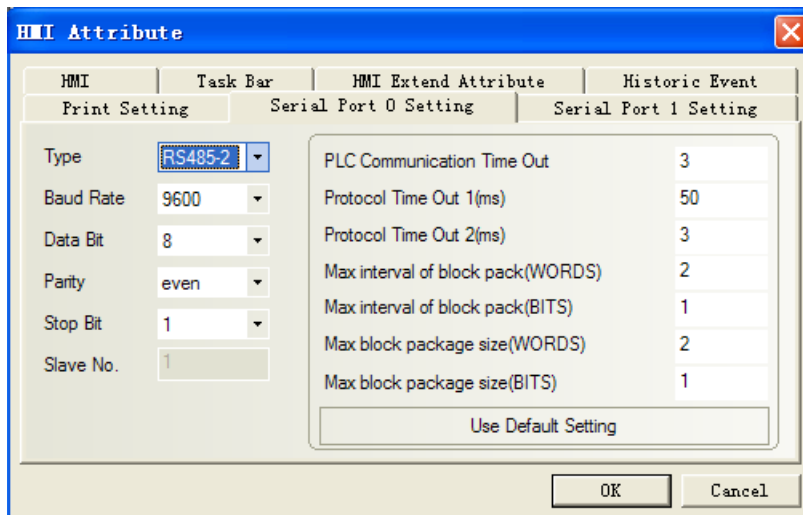 HMI Attribute
HMI Task Bar HMI Extend Attribute Historic Event
Print Setting Serial Port 0 Setting Serial Port 1 Setting
Type RS485-2
Baud Rate 9600
Data Bit 8
Parity even
Stop Bit 1
Slave No. 1
PLC Communication Time Out 3
Protocol Time Out 1(ms) 50
Protocol Time Out 2(ms) 3
Max interval of block pack(WORDS) 2
Max interval of block pack(BITS) 1
Max block package size(WORDS) 2
Max block package size(BITS) 1
Use Default Setting
OK Cancel